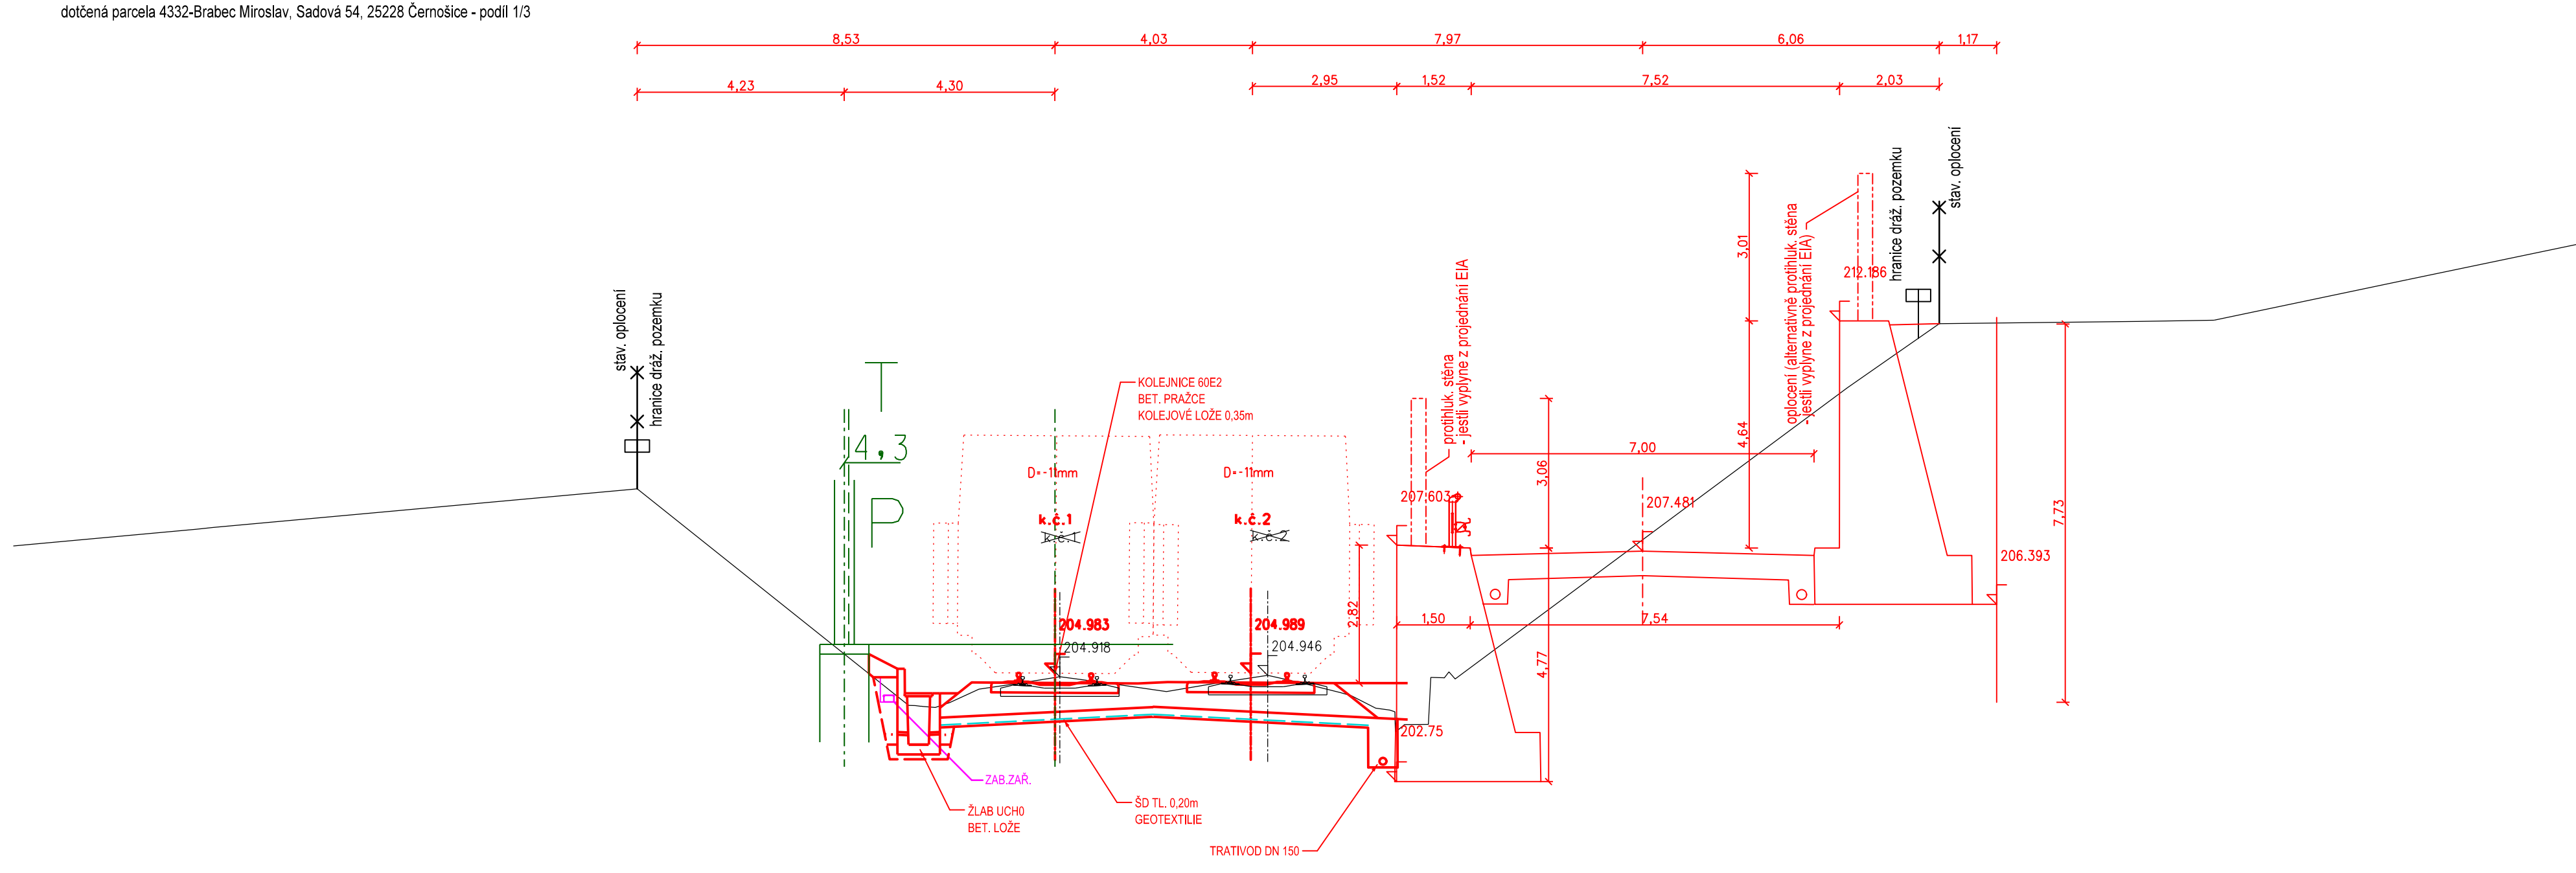 dotčená parcela 4332-Brabec Miroslav, Sadová 54, 25228 Černošice - podíl 1/3
8,53
4,03
7,97
6,06
1,17
4,23
4,30
2,95
1,52
7,52
2,03
stav. oplocení
hranice dráž. pozemku
T
4,3
P
KOLEJNICE 60E2
BET. PRAŽCE
KOLEJOVÉ LOŽE 0,35m
D=-11mm
D=-11mm
k.č.1
k.č.1
k.č.2
k.č.2
204.983
204.918
204.989
204.946
protihluk. stěna
- jestli vyplyne z projednání EIA
207.603
3,06
2,82
4,77
1,50
7,54
7,00
207.481
oplocení (alternativně protihluk. stěna
- jestli vyplyne z projednání EIA)
3,01
4,64
212.186
hranice dráž. pozemku
stav. oplocení
7,73
206.393
202.75
ZAB.ZAŘ.
ŽLAB UCH0
BET. LOŽE
ŠD TL. 0,20m
GEOTEXTILIE
TRATIVOD DN 150